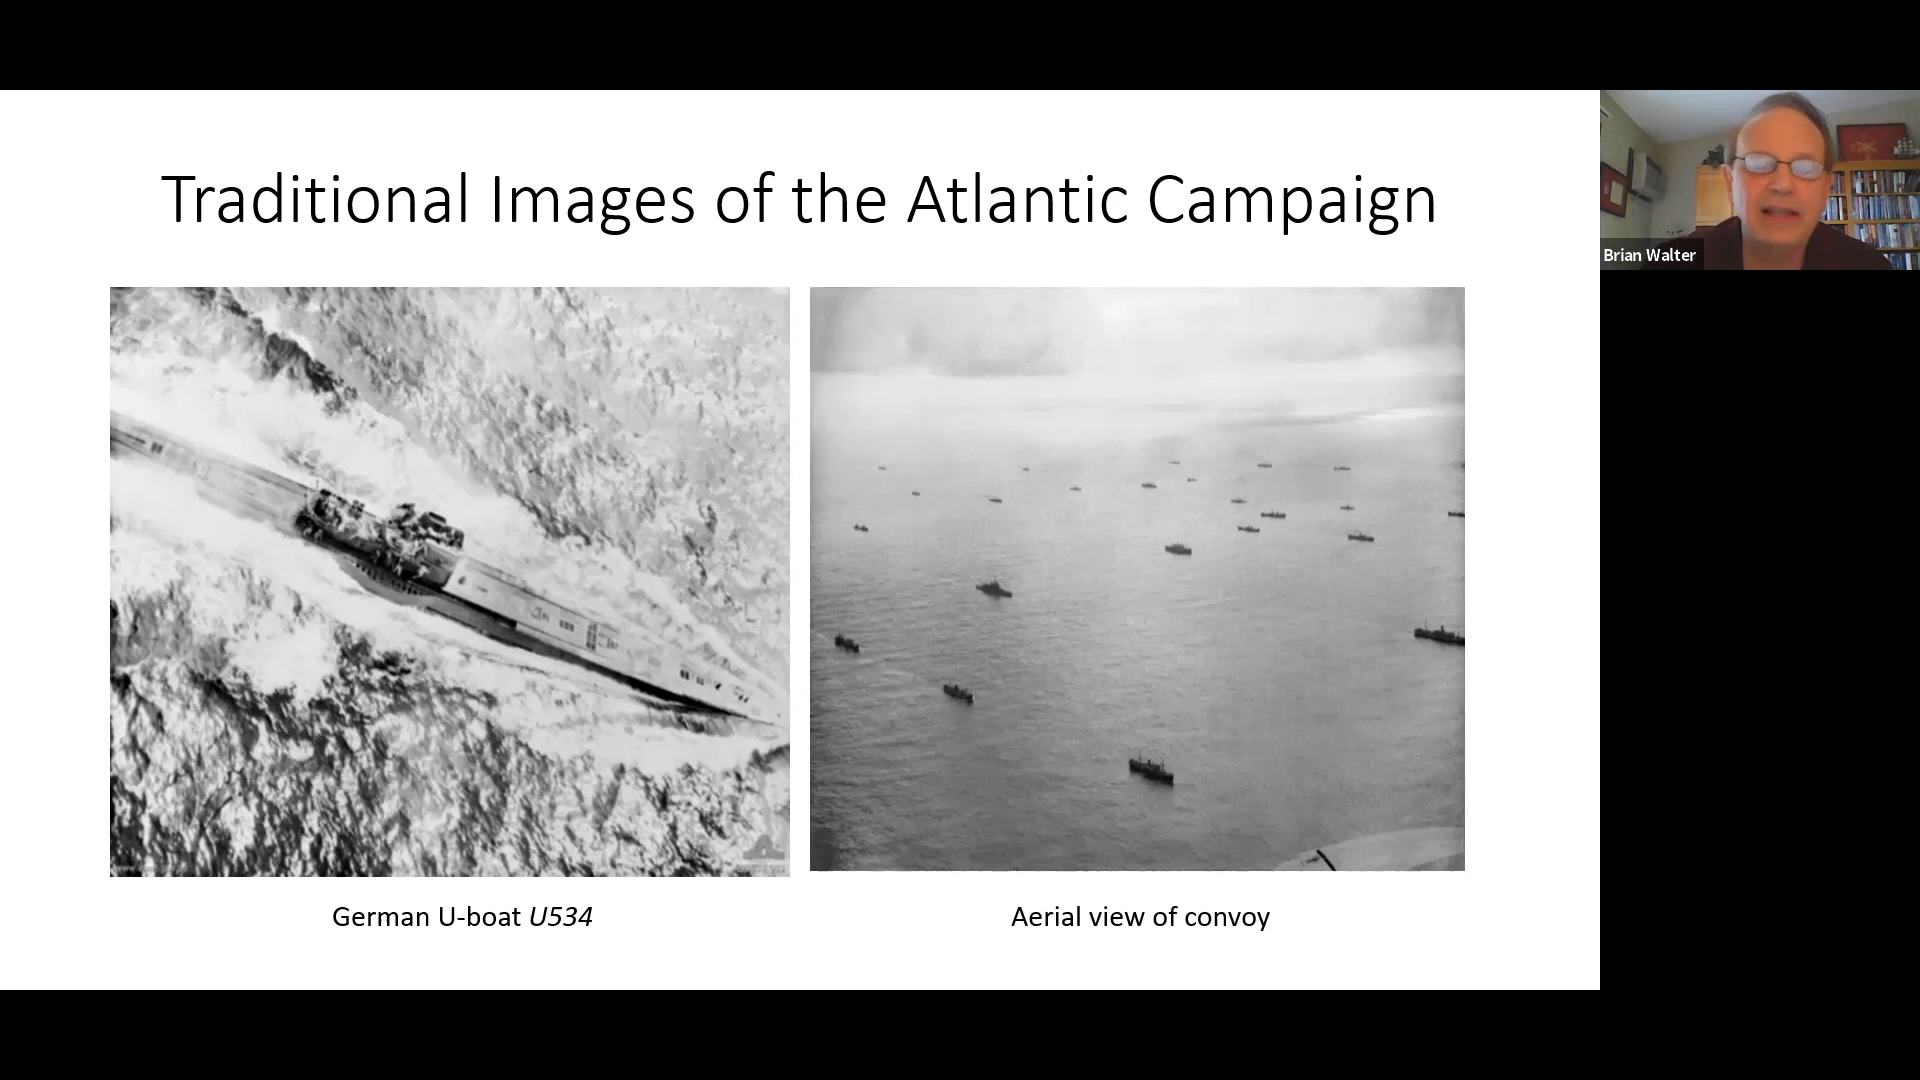 Traditional Images of the Atlantic Campaign
Brian Walter
German U-boat U534
Aerial view of convoy